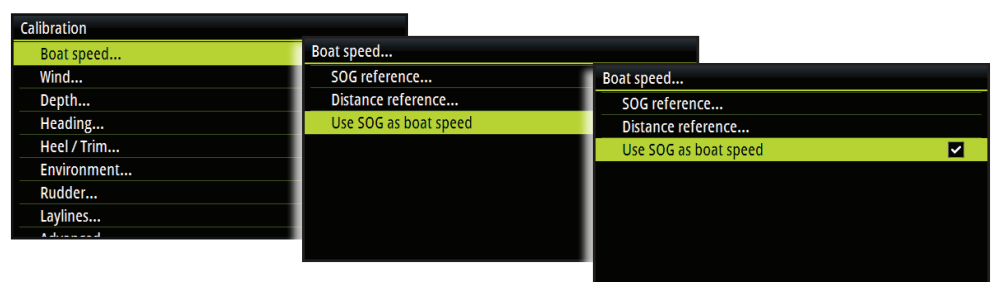 Calibration
Boat speed...
Wind...
Depth...
Heading...
Heel / Trim...
Environment...
Rudder...
Laylines...
Advanced
Boat speed...
SOG reference...
Distance reference...
Use SOG as boat speed
Boat speed...
SOG reference...
Distance reference...
Use SOG as boat speed